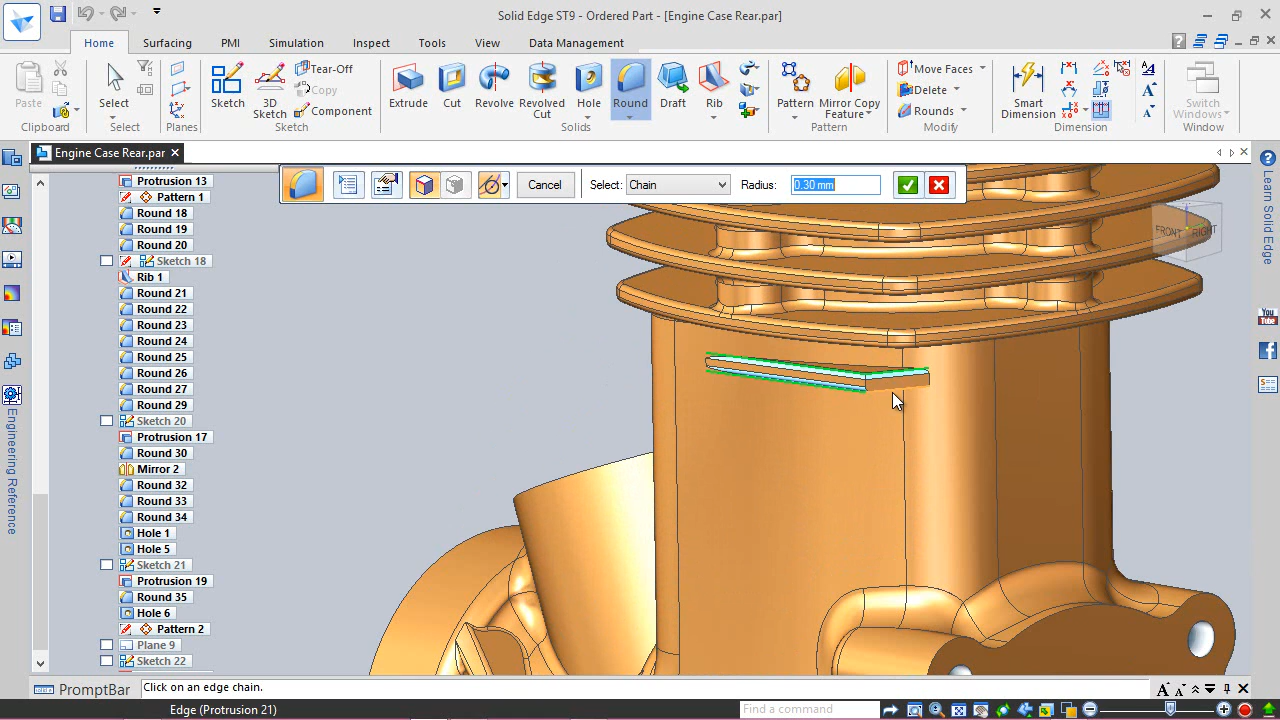 Solid Edge ST9 - Ordered Part - [Engine Case Rear.par]
Home
Surfacing
PMI
Simulation
Inspect
Tools
View
Data Management
Paste
Clipboard
Select
Select
Planes
Sketch
3D Sketch
Tear-Off
Copy
Component
Sketch
Extrude
Cut
Revolve
Revolved Cut
Hole
Round
Draft
Rib
Solids
Pattern
Mirror Copy Feature
Pattern
Move Faces
Delete
Rounds
Modify
Smart Dimension
Dimension
Switch Windows
Window
Engine Case Rear.par
Cancel
Select:
Chain
Radius:
0.30 mm
Protrusion 13
Pattern 1
Round 18
Round 19
Round 20
Sketch 18
Rib 1
Round 21
Round 22
Round 23
Round 24
Round 25
Round 26
Round 27
Round 29
Sketch 20
Protrusion 17
Round 30
Mirror 2
Round 32
Round 33
Round 34
Hole 1
Hole 5
Sketch 21
Protrusion 19
Round 35
Hole 6
Pattern 2
Plane 9
Sketch 22
Engineering Reference
FRONT
RIGHT
Learn Solid Edge
You
Tube
PromptBar
Click on an edge chain.
Edge (Protrusion 21)
Find a command